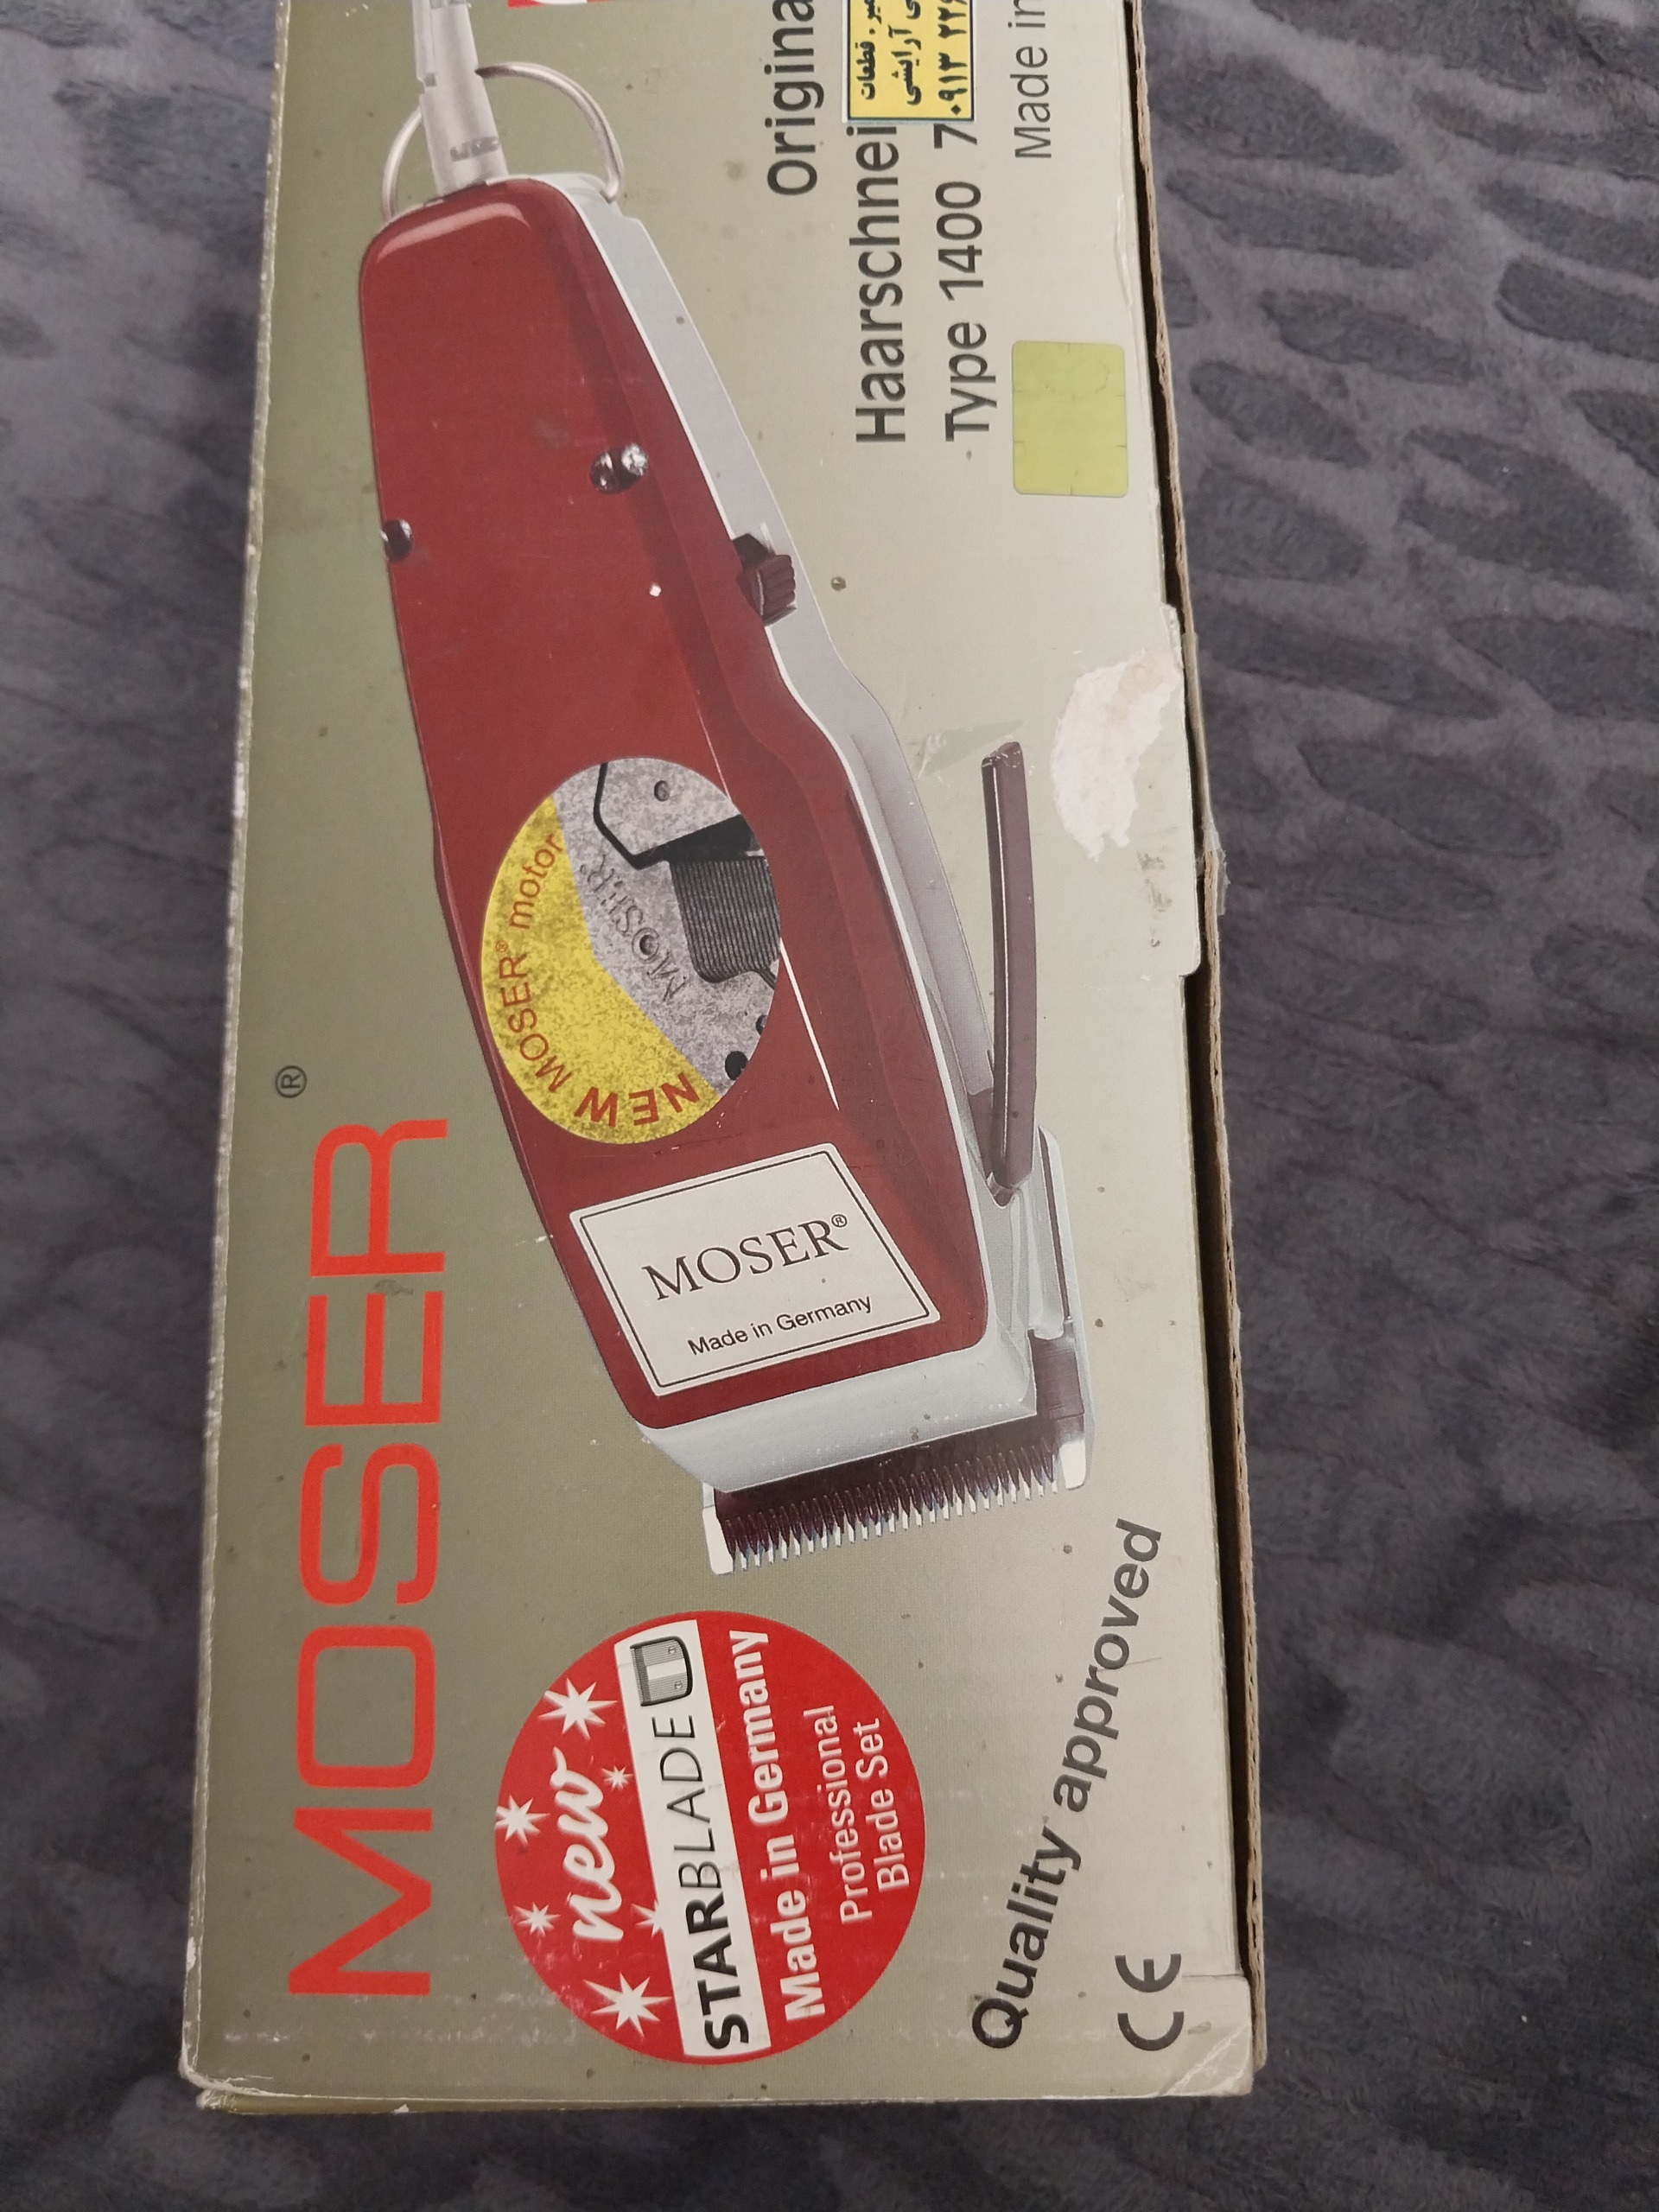 MOSER®
Origina
Haarschnei
Type 1400 7
Made in
قطعات
آرایشی
۰۹۱۳
NEW MOSER® motor
MOSER
MOSER®
Made in Germany
new
STARBLADE
Made in Germany
Professional
Blade Set
Quality approved
CE